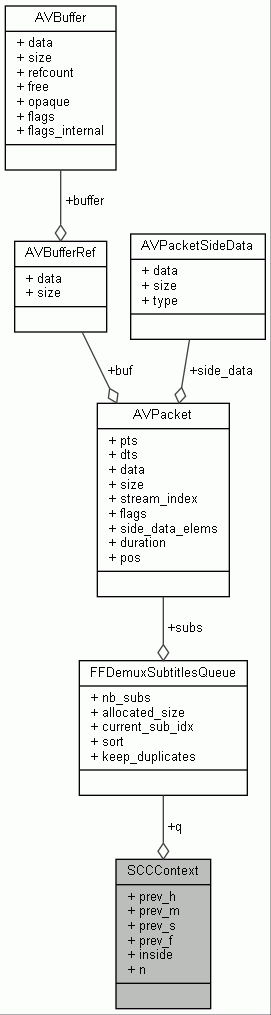 AVBuffer
+ data
+ size
+ refcount
+ free
+ opaque
+ flags
+ flags_internal
+buffer
AVBufferRef
+ data
+ size
AVPacketSideData
+ data
+ size
+ type
+buf
+side_data
AVPacket
+ pts
+ dts
+ data
+ size
+ stream_index
+ flags
+ side_data_elems
+ duration
+ pos
+subs
FFDemuxSubtitlesQueue
+ nb_subs
+ allocated_size
+ current_sub_idx
+ sort
+ keep_duplicates
+q
SCCContext
+ prev_h
+ prev_m
+ prev_s
+ prev_f
+ inside
+ n